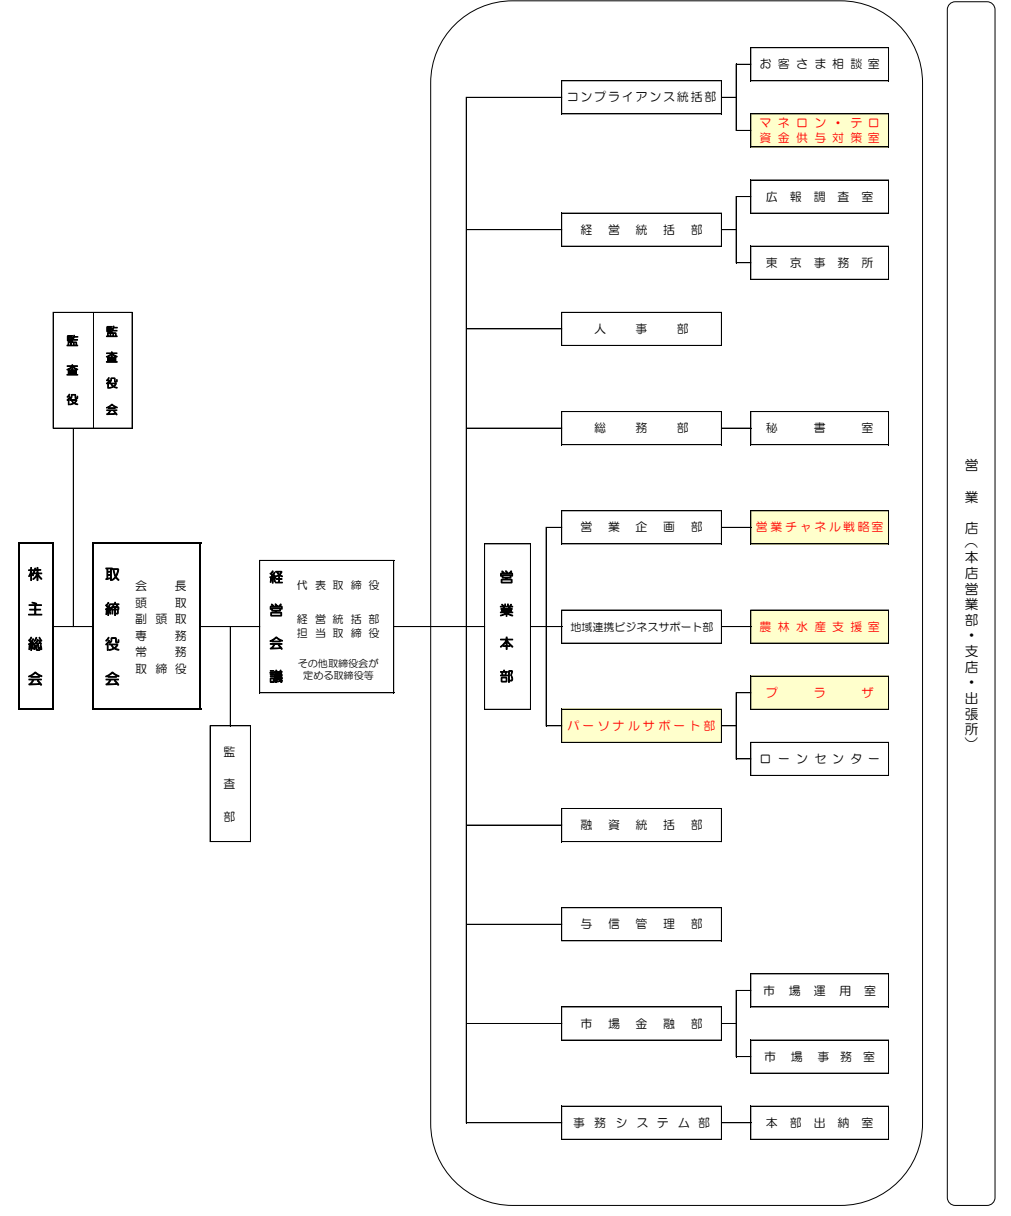 監査役
監査役会
株主総会
取締役会
会長
頭取
副頭取
専務
常務
取締役
監査部
経営会議
代表取締役
経営統括部
担当取締役
その他取締役会が
定める取締役等
コンプライアンス統括部
お客さま相談室
マネロン・テロ
資金供与対策室
経営統括部
広報調査室
東京事務所
人事部
総務部
秘書室
営業本部
営業企画部
営業チャネル戦略室
地域連携ビジネスサポート部
農林水産支援室
パーソナルサポート部
プラザ
ローンセンター
融資統括部
与信管理部
市場金融部
市場運用室
市場事務室
事務システム部
本部出納室
営業店(本店営業部・支店・出張所)